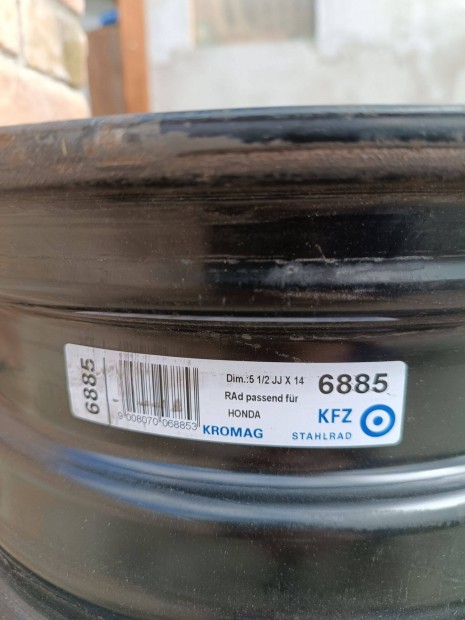 6885
9 008070 068853
Dim.:5 1/2 JJ X 14
RAd passend für
HONDA
KROMAG
6885
KFZ
STAHLRAD